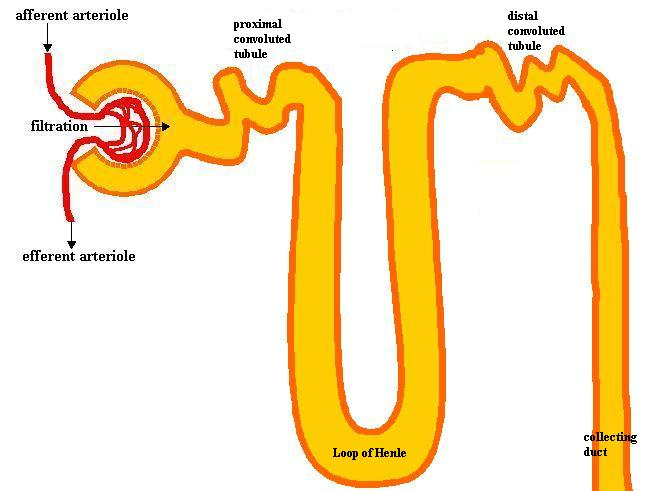 afferent arteriole
proximal
convoluted
tubule
distal
convoluted
tubule
filtration
efferent arteriole
Loop of Henle
collecting
duct